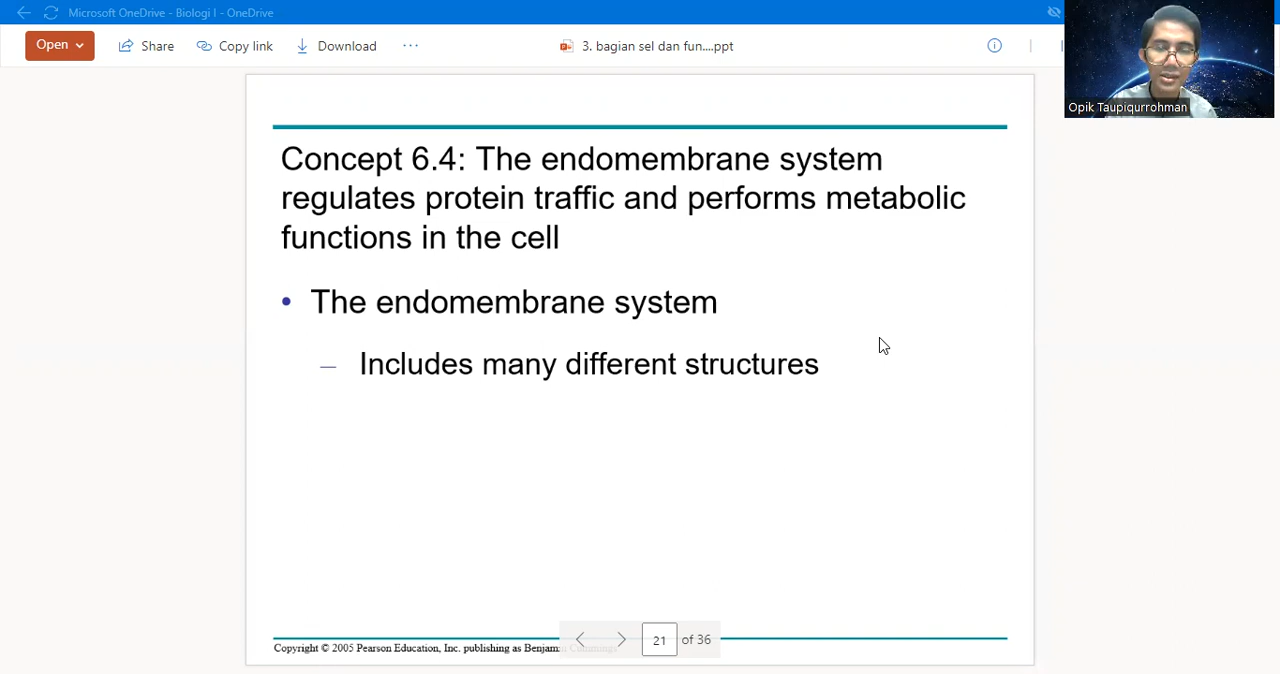 Microsoft OneDrive - Biologi I - OneDrive
Open Share Copy link Download ... 3. bagian sel dan fun....ppt
Opik Taupiqurrohman
Concept 6.4: The endomembrane system
regulates protein traffic and performs metabolic
functions in the cell
• The endomembrane system
– Includes many different structures
21 of 36
Copyright © 2005 Pearson Education, Inc. publishing as Benjamin Cummings